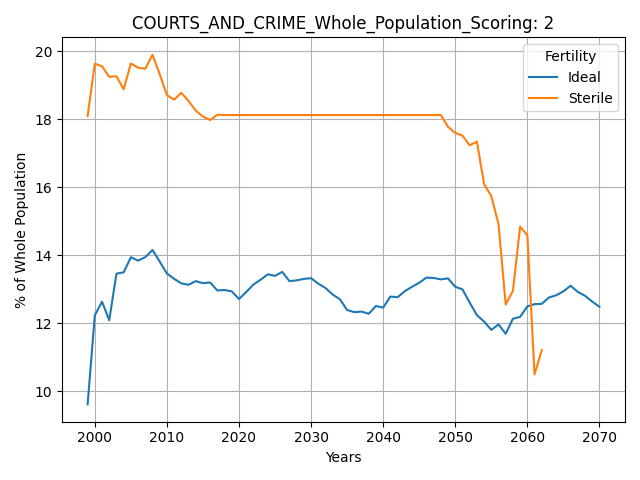 COURTS_AND_CRIME_Whole_Population_Scoring: 2
Fertility
Ideal
Sterile
20
18
16
14
12
10
% of Whole Population
2000 2010 2020 2030 2040 2050 2060 2070
Years